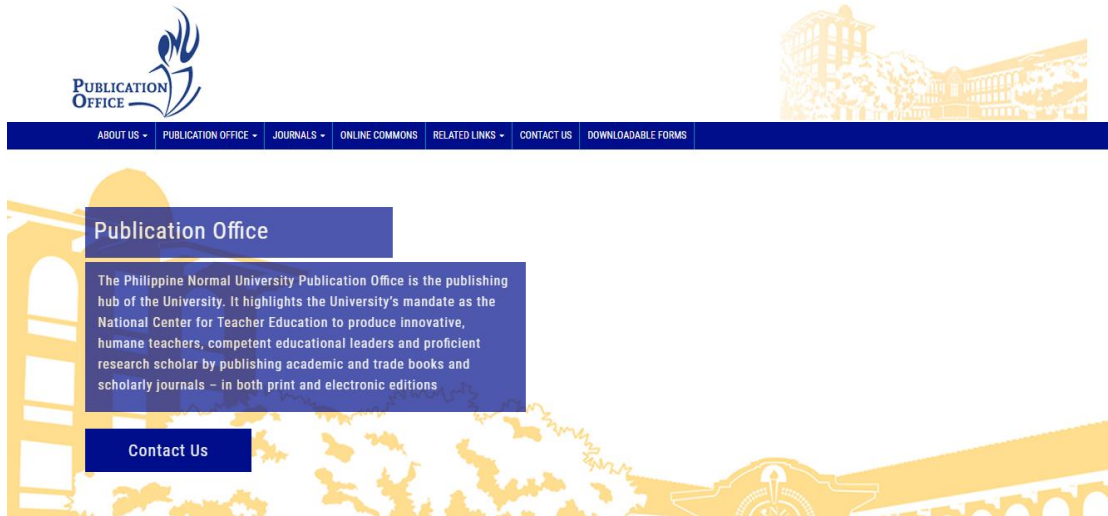 PNU
PUBLICATION
OFFICE
ABOUT US PUBLICATION OFFICE JOURNALS ONLINE COMMONS RELATED LINKS CONTACT US DOWNLOADABLE FORMS
Publication Office
The Philippine Normal University Publication Office is the publishing
hub of the University. It highlights the University's mandate as the
National Center for Teacher Education to produce innovative,
humane teachers, competent educational leaders and proficient
research scholar by publishing academic and trade books and
scholarly journals – in both print and electronic editions
Contact Us